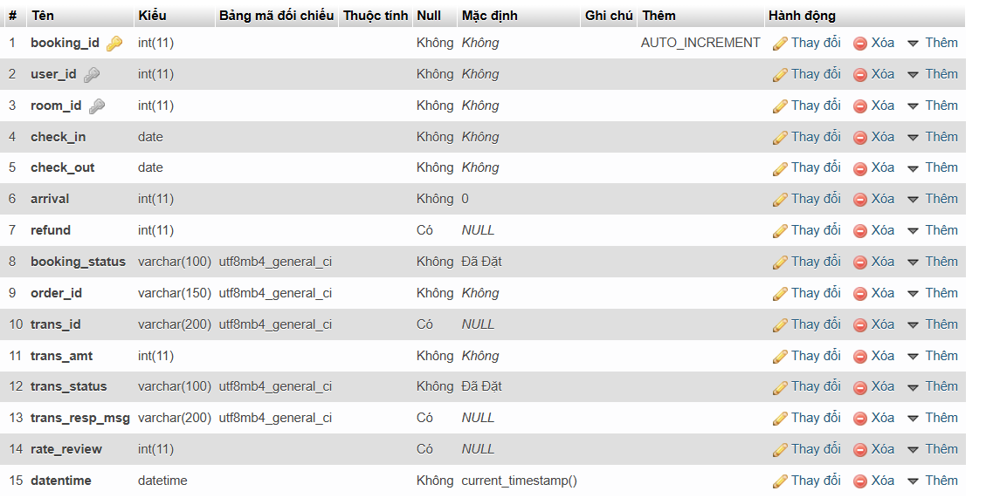 # Tên Kiểu Bảng mã đối chiếu Thuộc tính Null Mặc định Ghi chú Thêm Hành động
1 booking_id int(11) Không Không AUTO_INCREMENT Thay đổi Xóa Thêm
2 user_id int(11) Không Không Thay đổi Xóa Thêm
3 room_id int(11) Không Không Thay đổi Xóa Thêm
4 check_in date Không Không Thay đổi Xóa Thêm
5 check_out date Không Không Thay đổi Xóa Thêm
6 arrival int(11) Không 0 Thay đổi Xóa Thêm
7 refund int(11) Có NULL Thay đổi Xóa Thêm
8 booking_status varchar(100) utf8mb4_general_ci Không Đã Đặt Thay đổi Xóa Thêm
9 order_id varchar(150) utf8mb4_general_ci Không Không Thay đổi Xóa Thêm
10 trans_id varchar(200) utf8mb4_general_ci Có NULL Thay đổi Xóa Thêm
11 trans_amt int(11) Không Không Thay đổi Xóa Thêm
12 trans_status varchar(100) utf8mb4_general_ci Không Đã Đặt Thay đổi Xóa Thêm
13 trans_resp_msg varchar(200) utf8mb4_general_ci Có NULL Thay đổi Xóa Thêm
14 rate_review int(11) Có NULL Thay đổi Xóa Thêm
15 datentime datetime Không current_timestamp() Thay đổi Xóa Thêm